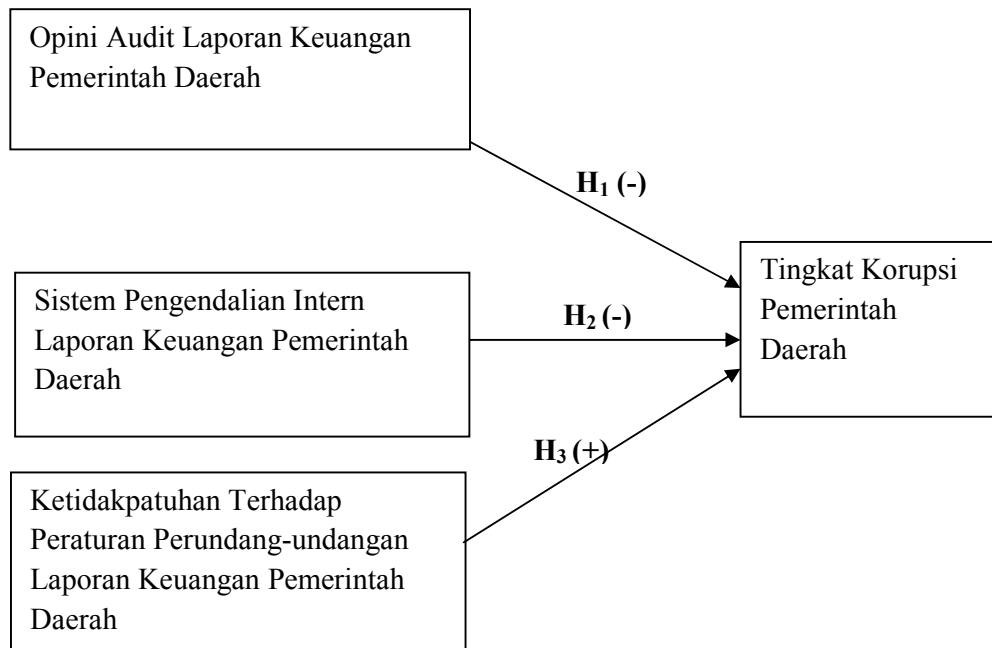 Opini Audit Laporan Keuangan
Pemerintah Daerah
H₁ (-)
Sistem Pengendalian Intern
Laporan Keuangan Pemerintah
Daerah
H₂ (-)
Tingkat Korupsi
Pemerintah
Daerah
H₃ (+)
Ketidakpatuhan Terhadap
Peraturan Perundang-undangan
Laporan Keuangan Pemerintah
Daerah